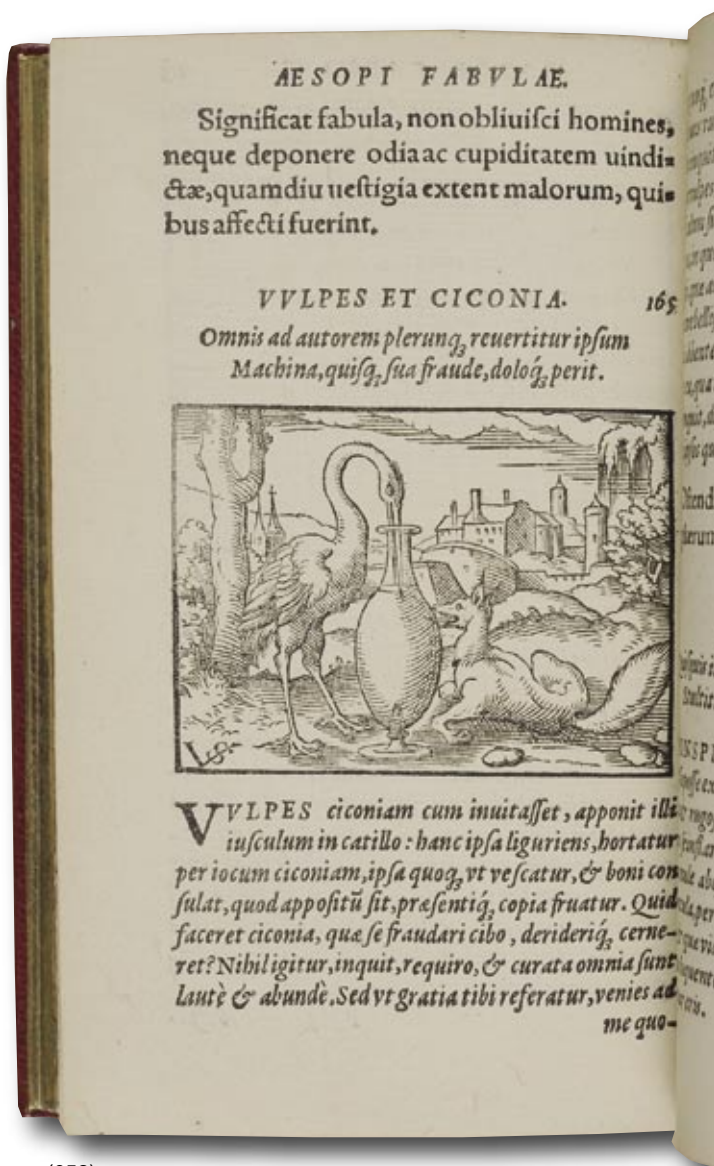 AESOPI FABVLAE.
Significat fabula, non obliuisci homines,
neque deponere odia ac cupiditatem uindi-
ctæ, quamdiu uestigia extent malorum, qui-
bus affecti fuerint.
VVLPES ET CICONIA. 165
Omnis ad autorem plerunq; reuertitur ipsum
Machina, quisq; sua fraude, doloq́; perit.
VVLPES ciconiam cum inuitasset, apponit illi
iusculum in catillo: hanc ipsa liguriens, hortatur
per iocum ciconiam, ipsa quoq; vt vescatur, & boni con
sulat, quod appositū sit, præsentiq́; copia fruatur. Quid
faceret ciconia, quæ se fraudari cibo, derideriq́; cerne-
ret? Nihil igitur, inquit, requiro, & curata omnia sunt
lautè & abundè. Sed vt gratia tibi referatur, venies ad
me quo-